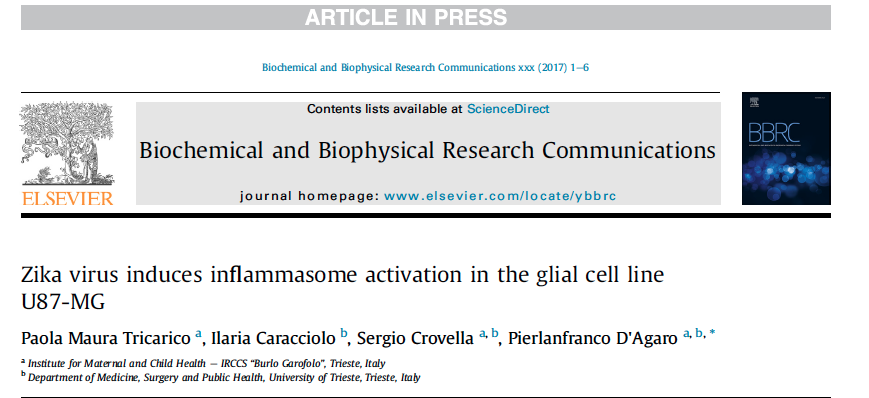 ARTICLE IN PRESS
Biochemical and Biophysical Research Communications xxx (2017) 1–6
Contents lists available at ScienceDirect
Biochemical and Biophysical Research Communications
journal homepage: www.elsevier.com/locate/ybbrc
ELSEVIER
BBRC
Zika virus induces inflammasome activation in the glial cell line
U87-MG
Paola Maura Tricarico a, Ilaria Caracciolo b, Sergio Crovella a, b, Pierlanfranco D'Agaro a, b, *
a Institute for Maternal and Child Health – IRCCS “Burlo Garofolo”, Trieste, Italy
b Department of Medicine, Surgery and Public Health, University of Trieste, Trieste, Italy